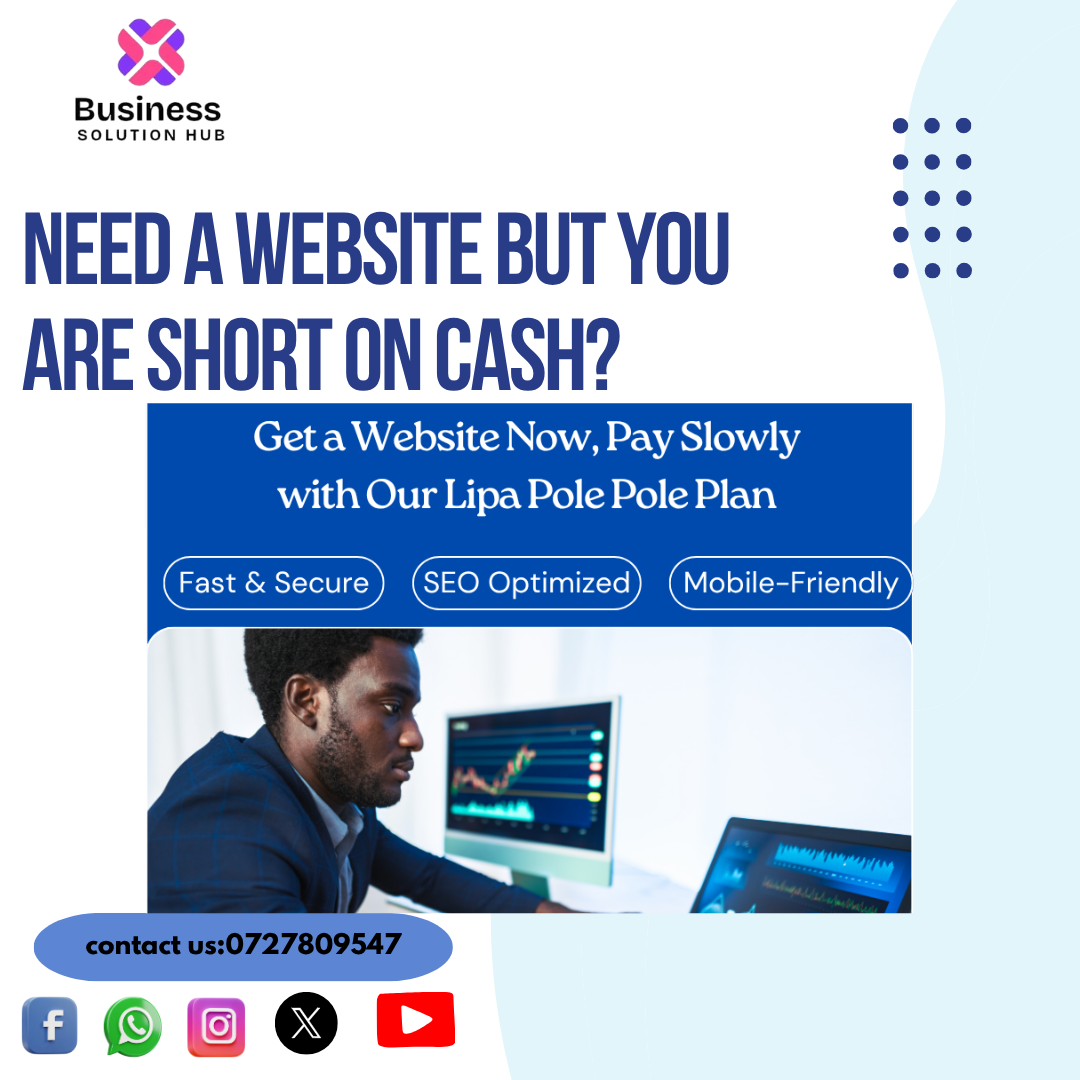 Business
SOLUTION HUB
NEED A WEBSITE BUT YOU
ARE SHORT ON CASH?
Get a Website Now, Pay Slowly
with Our Lipa Pole Pole Plan
Fast & Secure
SEO Optimized
Mobile-Friendly
contact us:0727809547